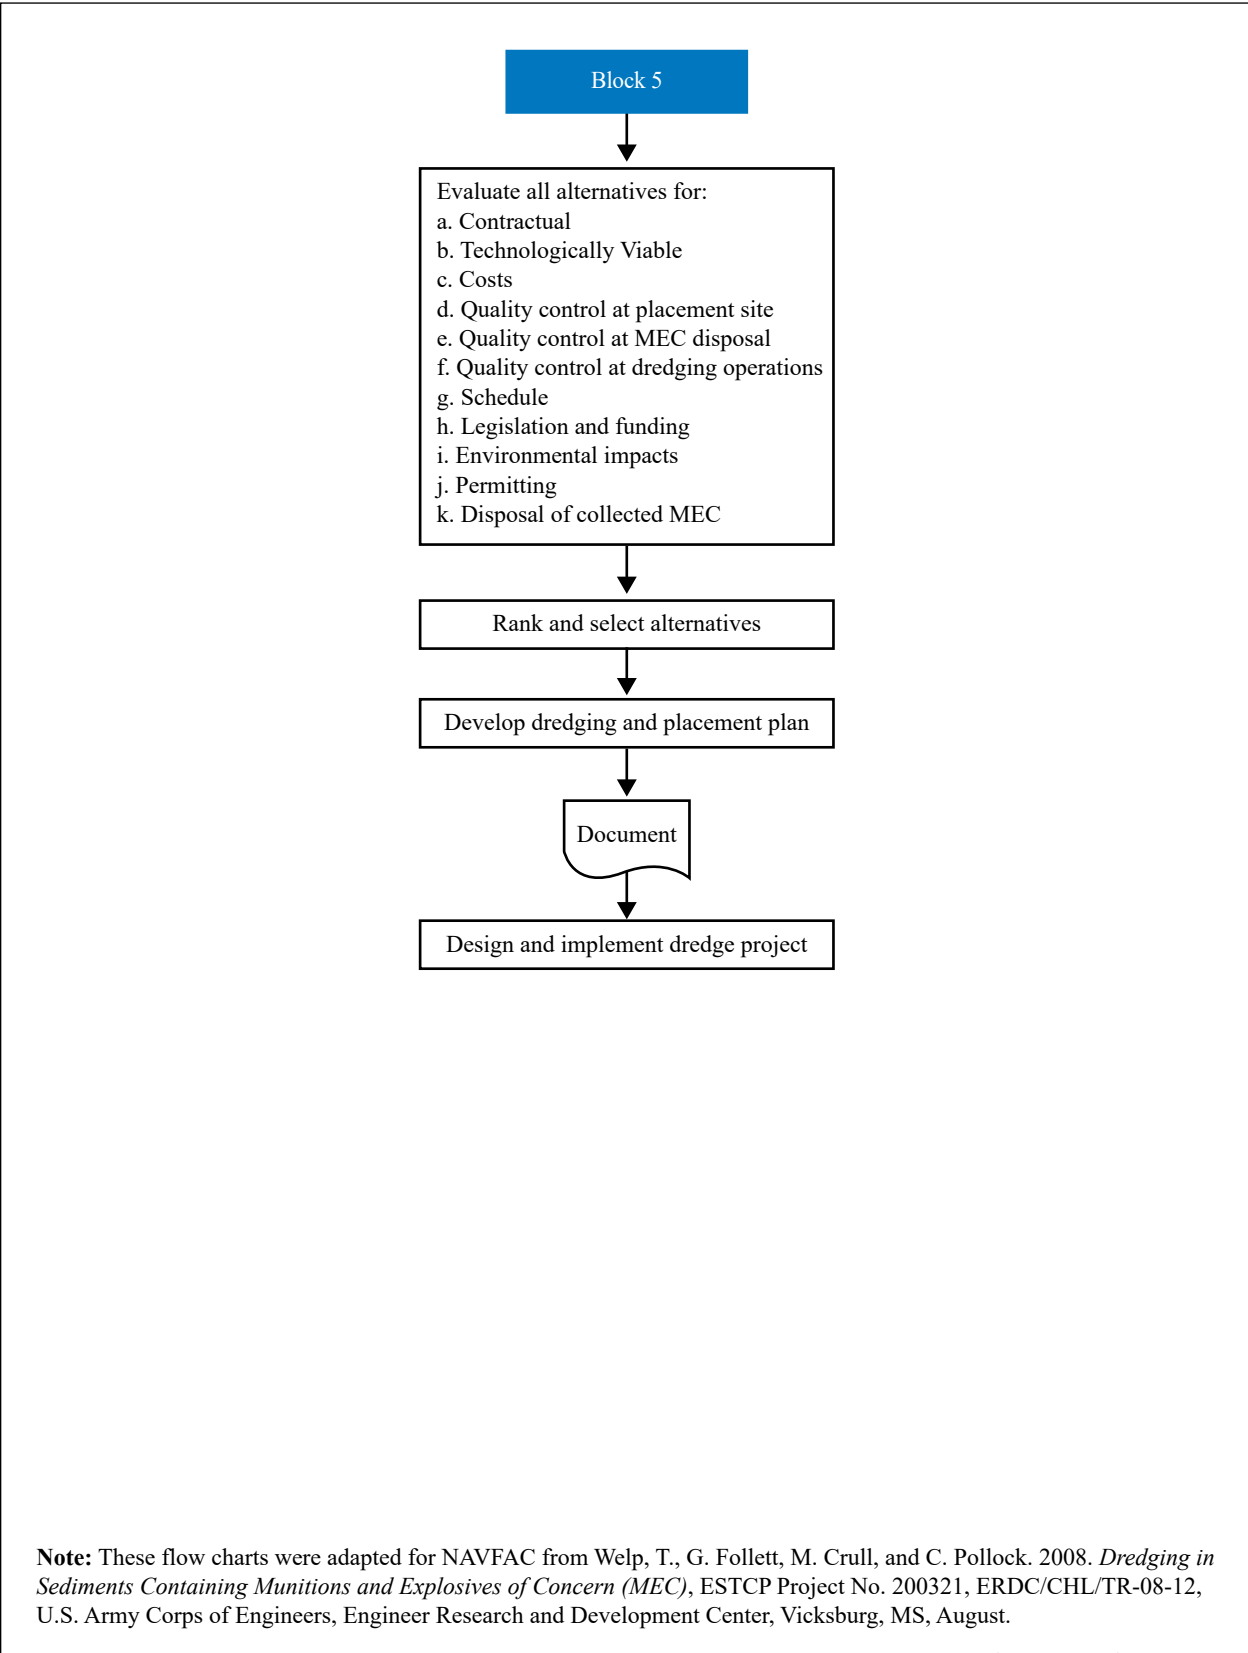 Block 5
Evaluate all alternatives for:
a. Contractual
b. Technologically Viable
c. Costs
d. Quality control at placement site
e. Quality control at MEC disposal
f. Quality control at dredging operations
g. Schedule
h. Legislation and funding
i. Environmental impacts
j. Permitting
k. Disposal of collected MEC
Rank and select alternatives
Develop dredging and placement plan
Document
Design and implement dredge project
Note: These flow charts were adapted for NAVFAC from Welp, T., G. Follett, M. Crull, and C. Pollock. 2008. Dredging in
Sediments Containing Munitions and Explosives of Concern (MEC), ESTCP Project No. 200321, ERDC/CHL/TR-08-12,
U.S. Army Corps of Engineers, Engineer Research and Development Center, Vicksburg, MS, August.